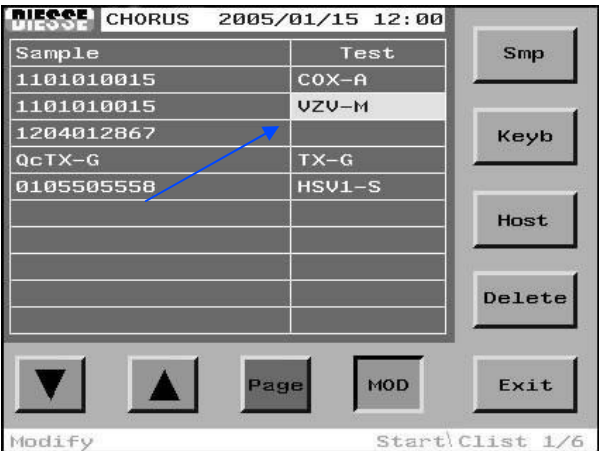 DIESSE CHORUS 2005/01/15 12:00
Sample Test
1101010015 COX-A
1101010015 VZV-M
1204012867
QcTX-G TX-G
0105505558 HSV1-S
Smp
Keyb
Host
Delete
Page MOD Exit
Modify Start\Clist 1/6